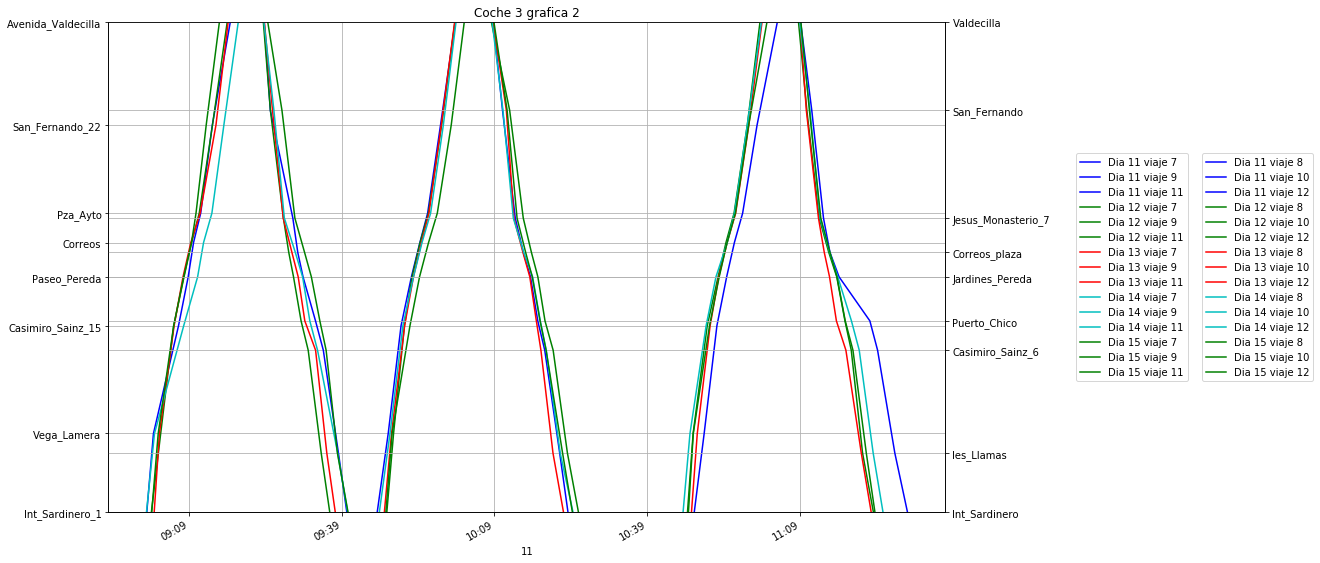 Coche 3 grafica 2
Avenida_Valdecilla
San_Fernando_22
Pza_Ayto
Correos
Paseo_Pereda
Casimiro_Sainz_15
Vega_Lamera
Int_Sardinero_1
Valdecilla
San_Fernando
Jesus_Monasterio_7
Correos_plaza
Jardines_Pereda
Puerto_Chico
Casimiro_Sainz_6
Ies_Llamas
Int_Sardinero
09:09
09:39
10:09
10:39
11:09
11
Dia 11 viaje 7
Dia 11 viaje 9
Dia 11 viaje 11
Dia 12 viaje 7
Dia 12 viaje 9
Dia 12 viaje 11
Dia 13 viaje 7
Dia 13 viaje 9
Dia 13 viaje 11
Dia 14 viaje 7
Dia 14 viaje 9
Dia 14 viaje 11
Dia 15 viaje 7
Dia 15 viaje 9
Dia 15 viaje 11
Dia 11 viaje 8
Dia 11 viaje 10
Dia 11 viaje 12
Dia 12 viaje 8
Dia 12 viaje 10
Dia 12 viaje 12
Dia 13 viaje 8
Dia 13 viaje 10
Dia 13 viaje 12
Dia 14 viaje 8
Dia 14 viaje 10
Dia 14 viaje 12
Dia 15 viaje 8
Dia 15 viaje 10
Dia 15 viaje 12